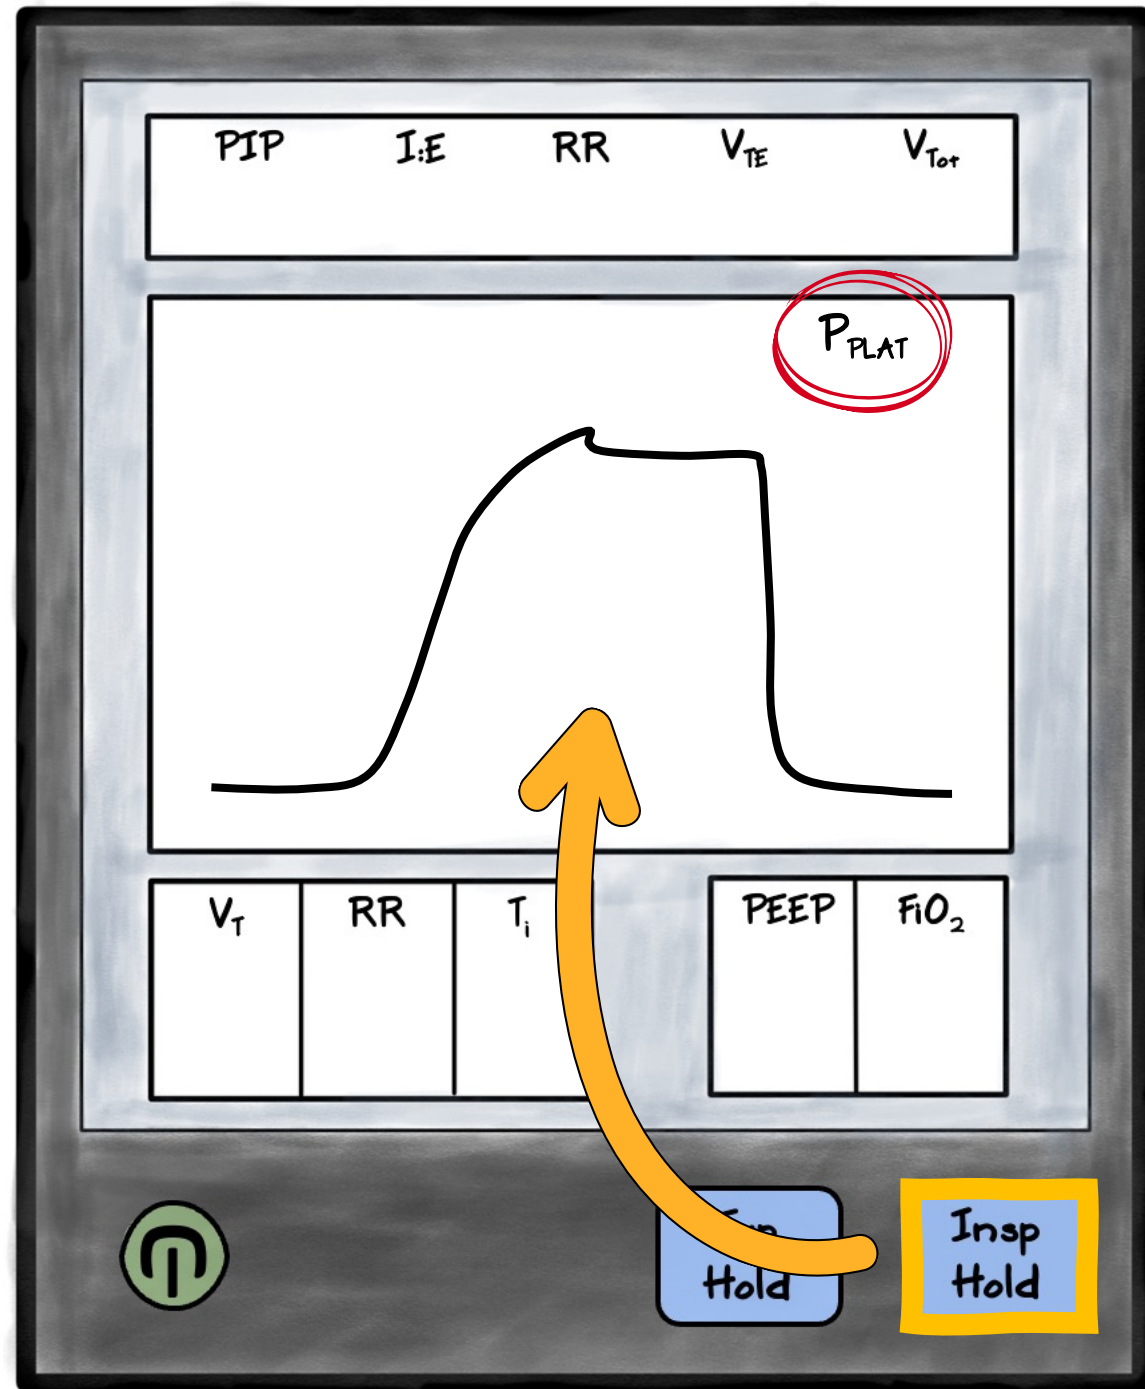 PIP I:E RR VTE VTot
PPLAT
VT RR Ti PEEP FiO2
Hold
Insp
Hold